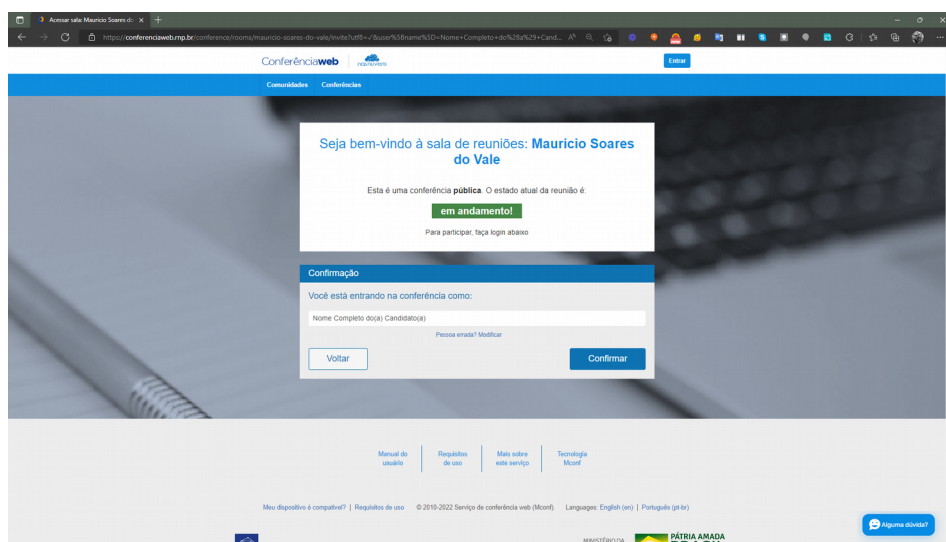 Acessar sala: Mauricio Soares do
https://conferenciaweb.rnp.br/conference/rooms/mauricio-soares-do-vale/invite?utf8=✓&user%5Bname%5D=Nome+Completo+do%28a%29+Cand...
Conferênciaweb
nas nuvens
Entrar
Comunidades Conferências
Seja bem-vindo à sala de reuniões: Mauricio Soares
do Vale
Esta é uma conferência pública. O estado atual da reunião é:
em andamento!
Para participar, faça login abaixo
Confirmação
Você está entrando na conferência como:
Nome Completo do(a) Candidato(a)
Pessoa errada? Modificar
Voltar Confirmar
Manual do
usuário
Requisitos
de uso
Mais sobre
este serviço
Tecnologia
Mconf
Meu dispositivo é compatível? | Requisitos de uso © 2010-2022 Serviço de conferência web (Mconf). Languages: English (en) | Português (pt-br)
Alguma dúvida?
MINISTÉRIO DA
PÁTRIA AMADA
BRASIL